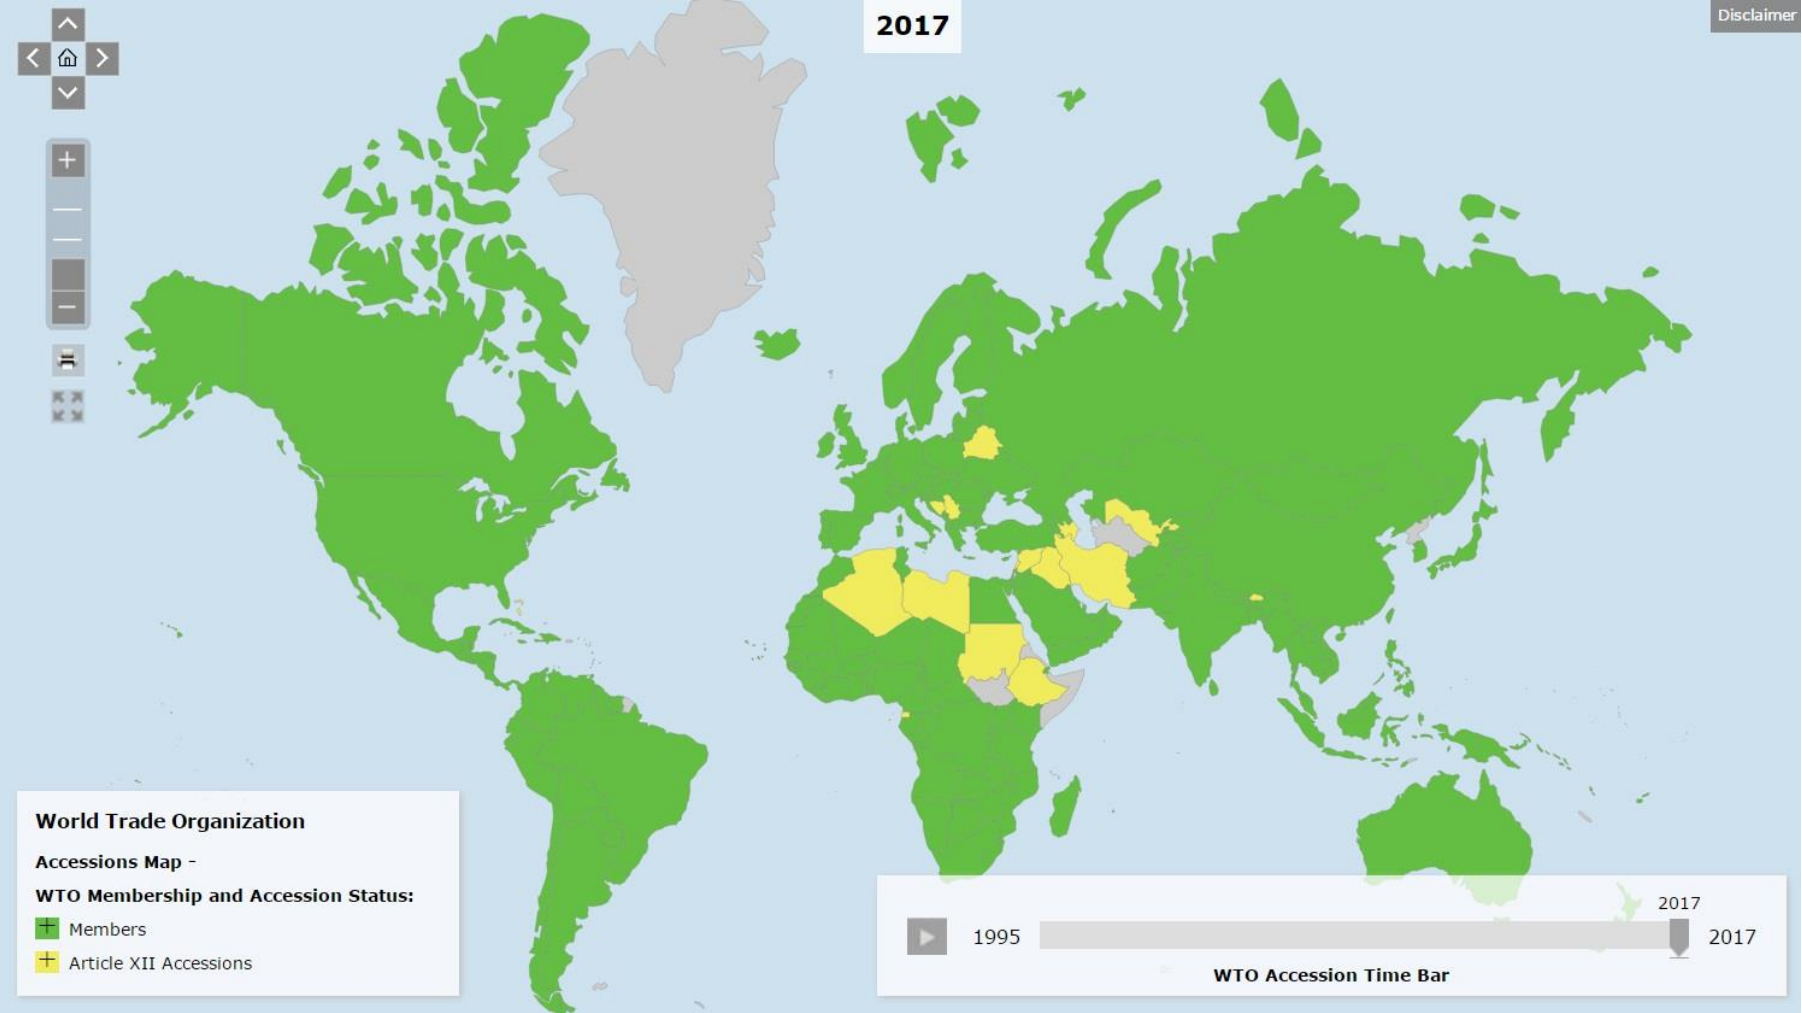 2017
Disclaimer
World Trade Organization
Accessions Map -
WTO Membership and Accession Status:
Members
Article XII Accessions
2017
1995
2017
WTO Accession Time Bar